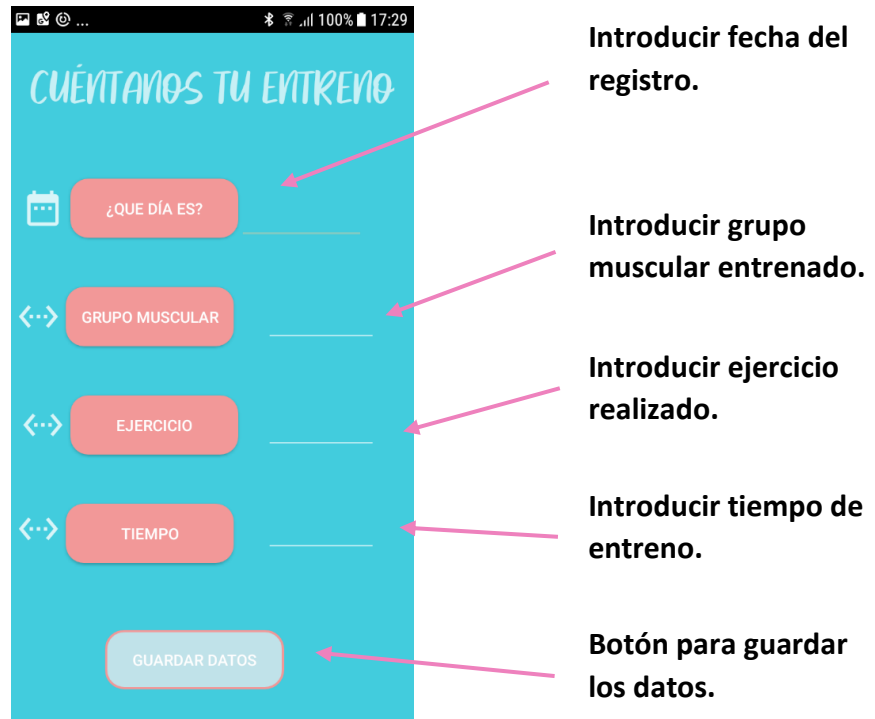 ... 100% 17:29
CUÉNTANOS TU ENTRENO
¿QUE DÍA ES?
GRUPO MUSCULAR
EJERCICIO
TIEMPO
GUARDAR DATOS
Introducir fecha del
registro.
Introducir grupo
muscular entrenado.
Introducir ejercicio
realizado.
Introducir tiempo de
entreno.
Botón para guardar
los datos.